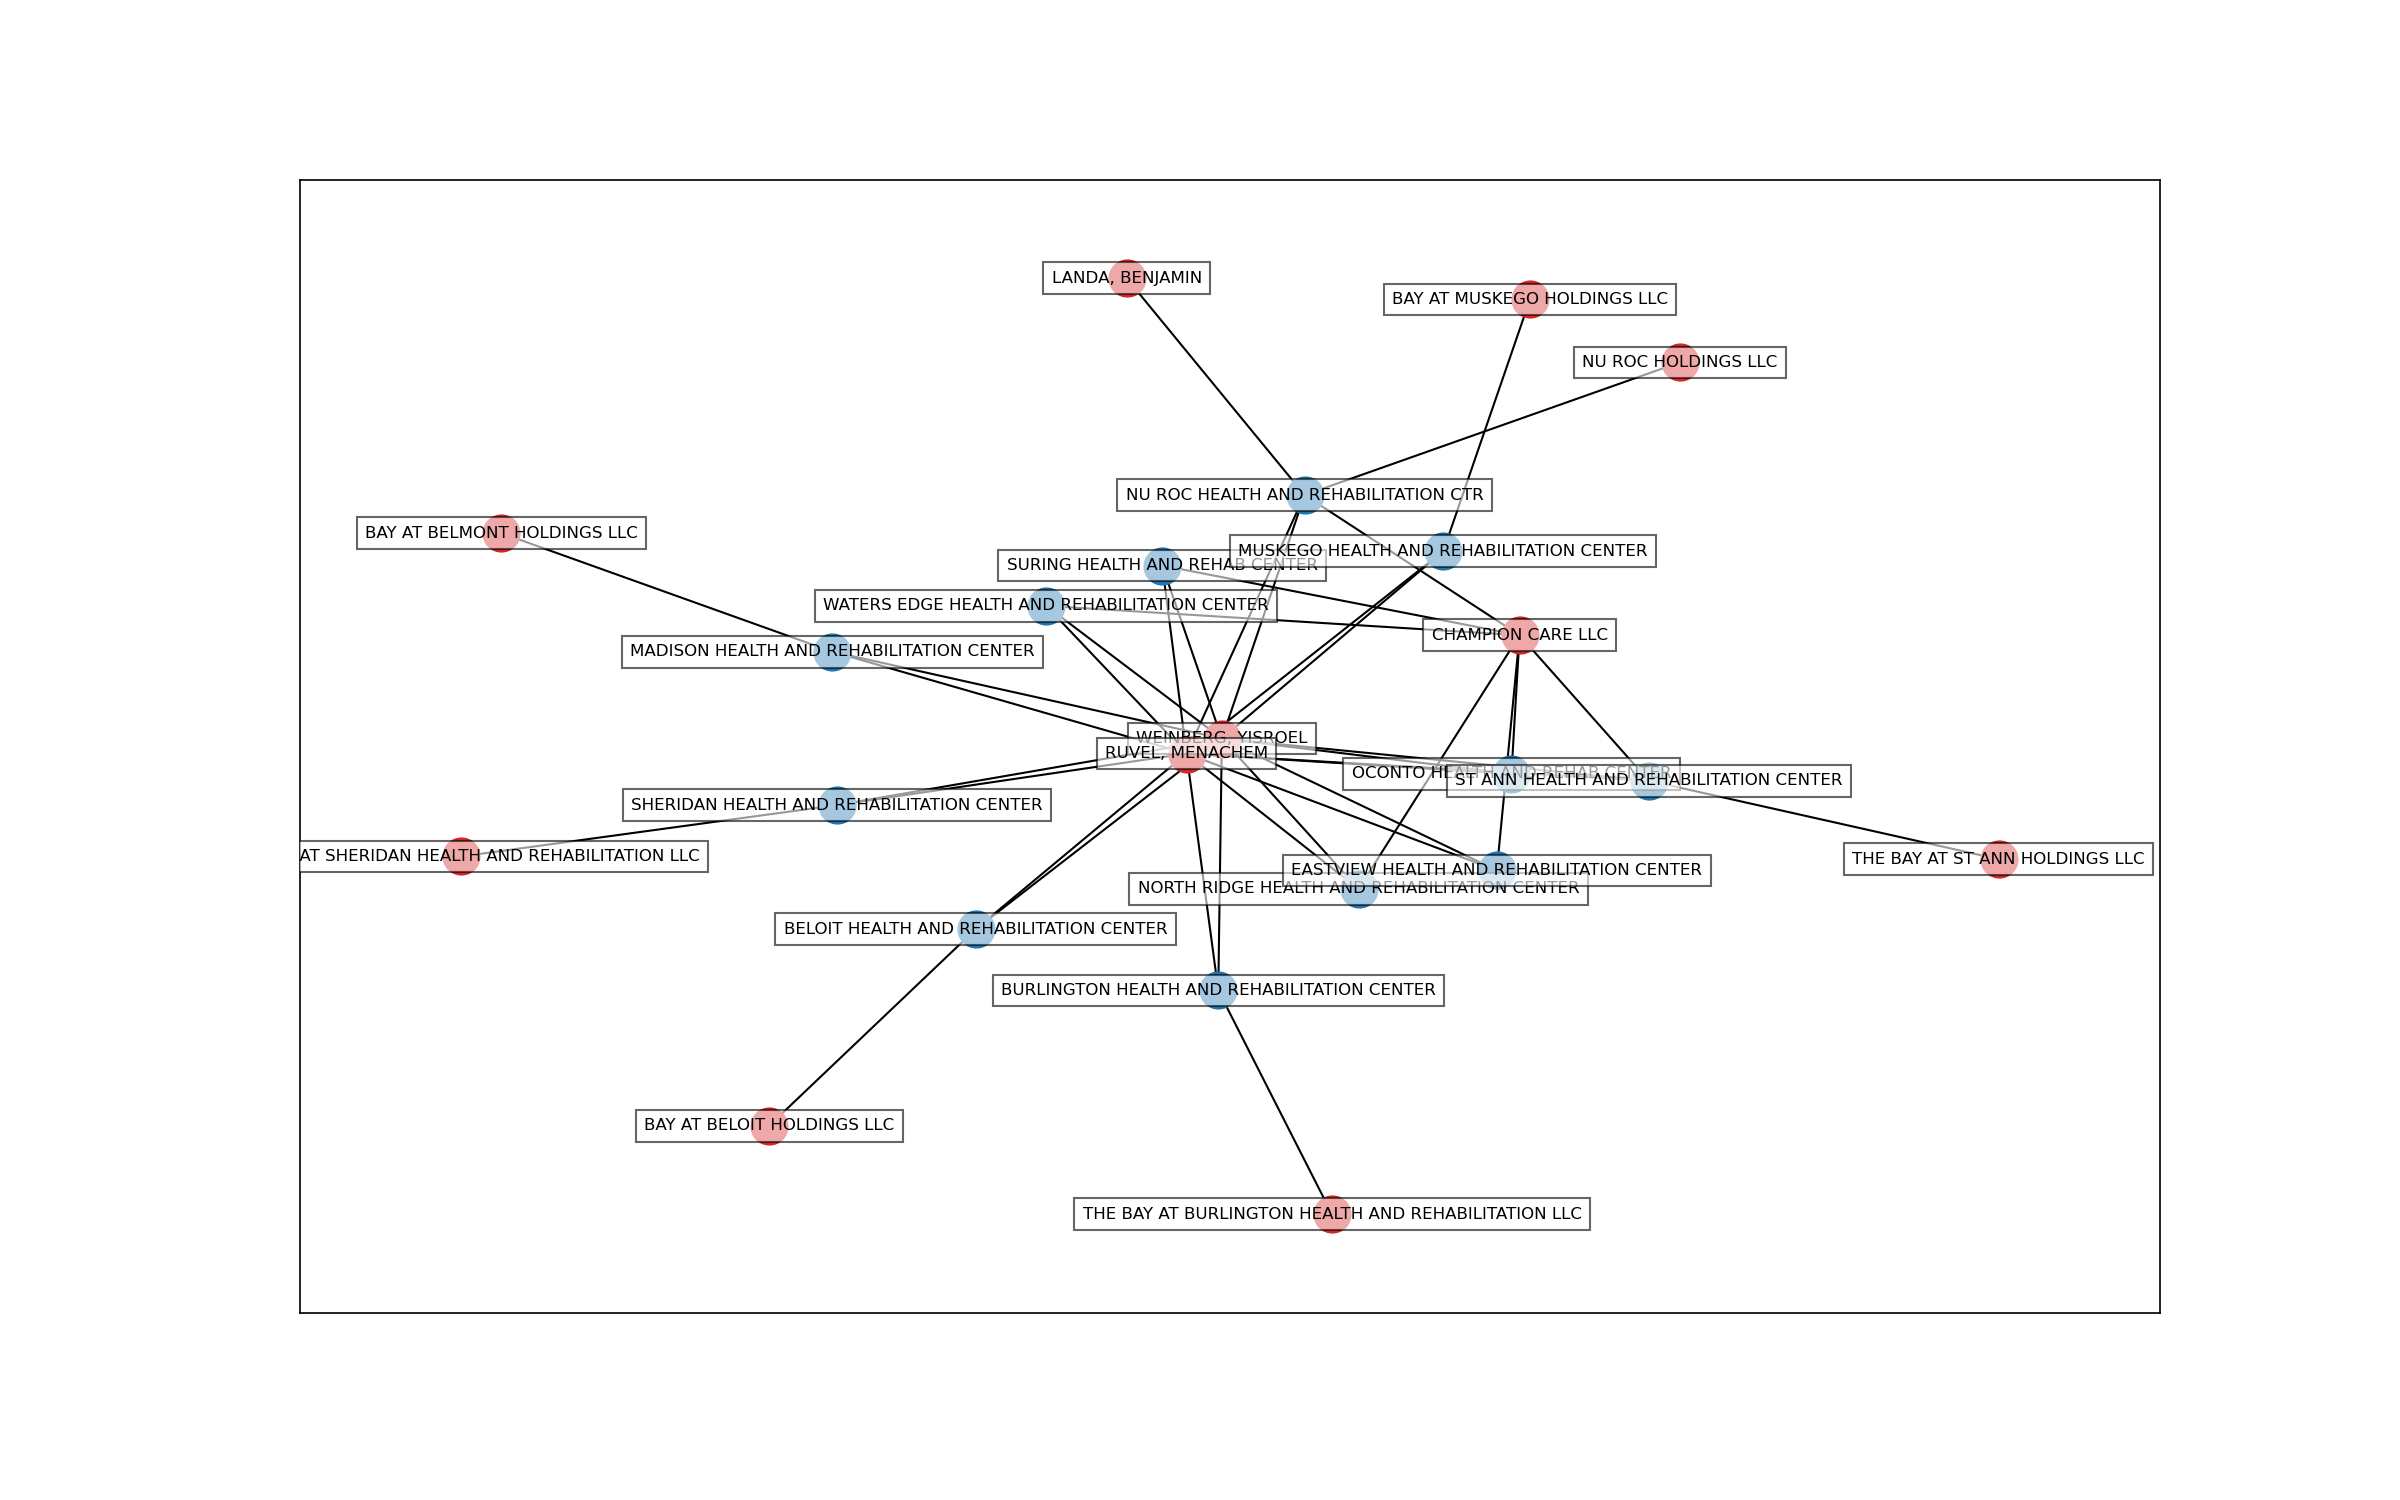 LANDA, BENJAMIN
BAY AT MUSKEGO HOLDINGS LLC
NU ROC HOLDINGS LLC
NU ROC HEALTH AND REHABILITATION CTR
BAY AT BELMONT HOLDINGS LLC
MUSKEGO HEALTH AND REHABILITATION CENTER
SURING HEALTH AND REHAB CENTER
WATERS EDGE HEALTH AND REHABILITATION CENTER
CHAMPION CARE LLC
MADISON HEALTH AND REHABILITATION CENTER
WEINBERG, YISROEL
RUVEL, MENACHEM
OCONTO HEALTH AND REHAB CENTER
ST ANN HEALTH AND REHABILITATION CENTER
SHERIDAN HEALTH AND REHABILITATION CENTER
AT SHERIDAN HEALTH AND REHABILITATION LLC
THE BAY AT ST ANN HOLDINGS LLC
EASTVIEW HEALTH AND REHABILITATION CENTER
NORTH RIDGE HEALTH AND REHABILITATION CENTER
BELOIT HEALTH AND REHABILITATION CENTER
BURLINGTON HEALTH AND REHABILITATION CENTER
BAY AT BELOIT HOLDINGS LLC
THE BAY AT BURLINGTON HEALTH AND REHABILITATION LLC